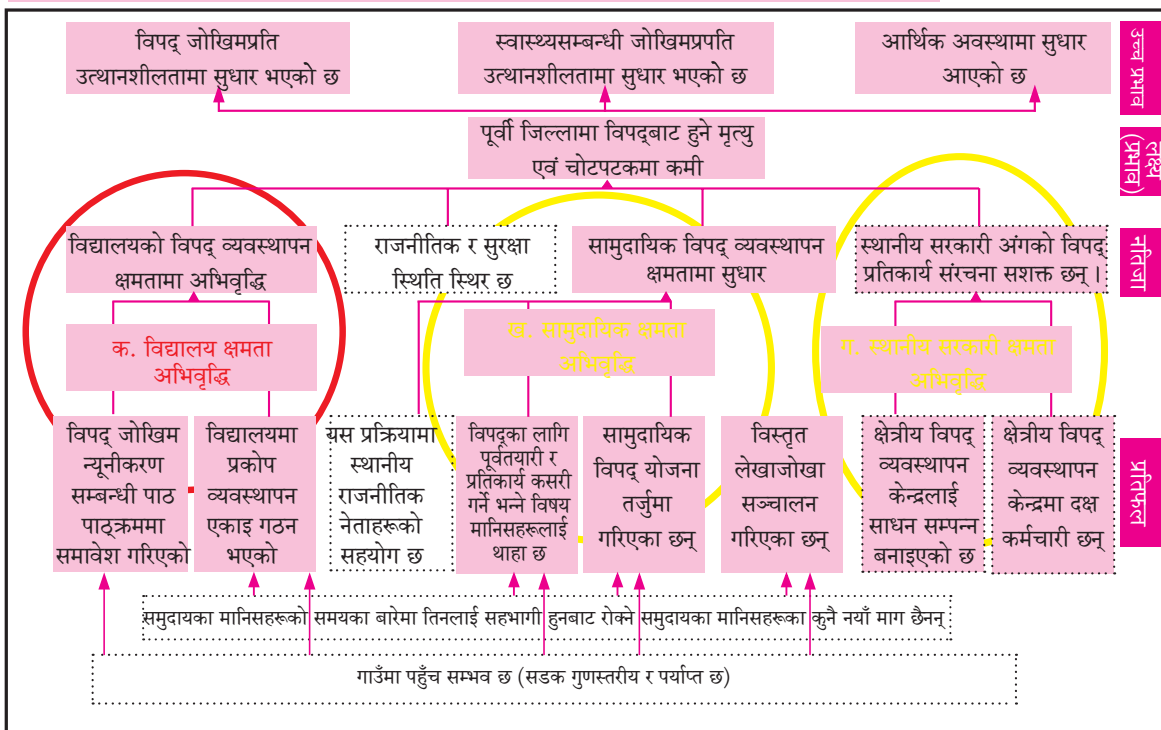 विपद् जोखिमप्रति
उत्थानशीलतामा सुधार भएको छ
स्वास्थ्यसम्बन्धी जोखिमप्रपति
उत्थानशीलतामा सुधार भएको छ
आर्थिक अवस्थामा सुधार
आएको छ
उच्च प्रभाव
पूर्वी जिल्लामा विपद्बाट हुने मृत्यु
एवं चोटपटकमा कमी
लक्ष्य
(प्रभाव)
विद्यालयको विपद् व्यवस्थापन
क्षमतामा अभिवृद्धि
राजनीतिक र सुरक्षा
स्थिति स्थिर छ
सामुदायिक विपद् व्यवस्थापन
क्षमतामा सुधार
स्थानीय सरकारी अंगको विपद्
प्रतिकार्य संरचना सशक्त छन् ।
नतिजा
क. विद्यालय क्षमता
अभिवृद्धि
ख. सामुदायिक क्षमता
अभिवृद्धि
ग. स्थानीय सरकारी क्षमता
अभिवृद्धि
विपद् जोखिम
न्यूनीकरण
सम्बन्धी पाठ
पाठ्क्रममा
समावेश गरिएको
विद्यालयमा
प्रकोप
व्यवस्थापन
एकाइ गठन
भएको
यस प्रक्रियामा
स्थानीय
राजनीतिक
नेताहरूको
सहयोग छ
विपद्का लागि
पूर्वतयारी र
प्रतिकार्य कसरी
गर्ने भन्ने विषय
मानिसहरूलाई
थाहा छ
सामुदायिक
विपद् योजना
तर्जुमा
गरिएका छन्
विस्तृत
लेखाजोखा
सञ्चालन
गरिएका छन्
क्षेत्रीय विपद्
व्यवस्थापन
केन्द्रलाई
साधन सम्पन्न
बनाइएको छ
क्षेत्रीय विपद्
व्यवस्थापन
केन्द्रमा दक्ष
कर्मचारी छन्
प्रतिफल
समुदायका मानिसहरूको समयका बारेमा तिनलाई सहभागी हुनबाट रोक्ने समुदायका मानिसहरूका कुनै नयाँ माग छैनन्
गाउँमा पहुँच सम्भव छ (सडक गुणस्तरीय र पर्याप्त छ)